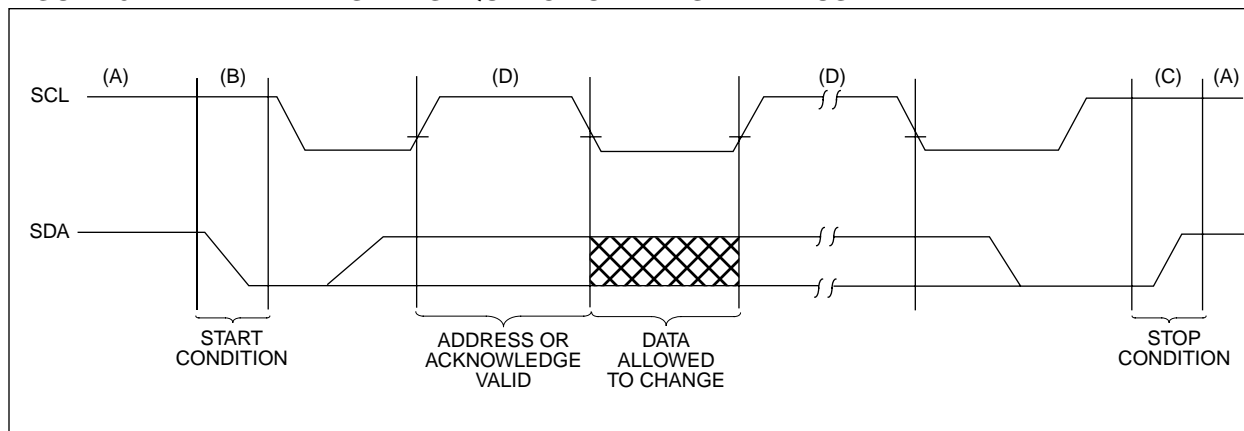 (A)
(B)
(D)
(D)
(C)
(A)
SCL
SDA
START
CONDITION
ADDRESS OR
ACKNOWLEDGE
VALID
DATA
ALLOWED
TO CHANGE
STOP
CONDITION